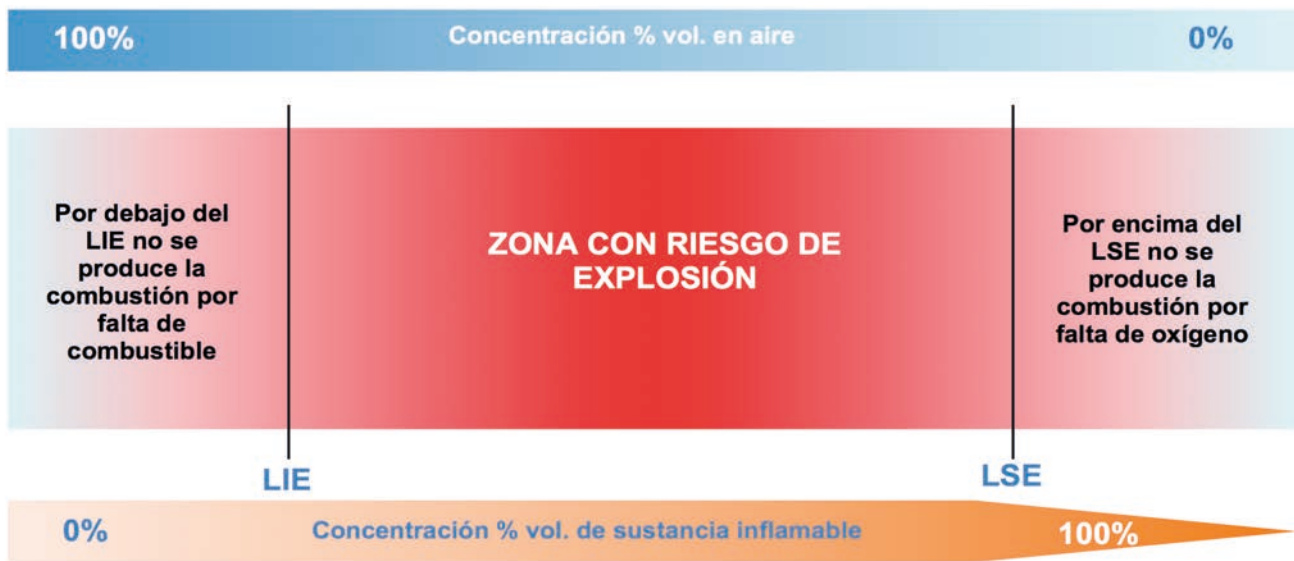 100% Concentración % vol. en aire 0%
Por debajo del
LIE no se
produce la
combustión por
falta de
combustible
ZONA CON RIESGO DE
EXPLOSIÓN
Por encima del
LSE no se
produce la
combustión por
falta de oxígeno
LIE
LSE
0% Concentración % vol. de sustancia inflamable 100%